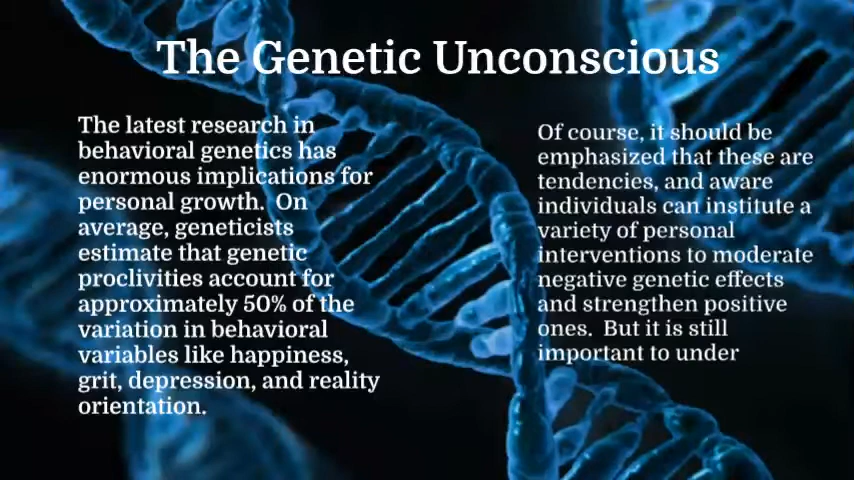 The Genetic Unconscious
The latest research in
behavioral genetics has
enormous implications for
personal growth.  On
average, geneticists
estimate that genetic
proclivities account for
approximately 50% of the
variation in behavioral
variables like happiness,
grit, depression, and reality
orientation.
Of course, it should be
emphasized that these are
tendencies, and aware
individuals can institute a
variety of personal
interventions to moderate
negative genetic effects
and strengthen positive
ones.  But it is still
important to under